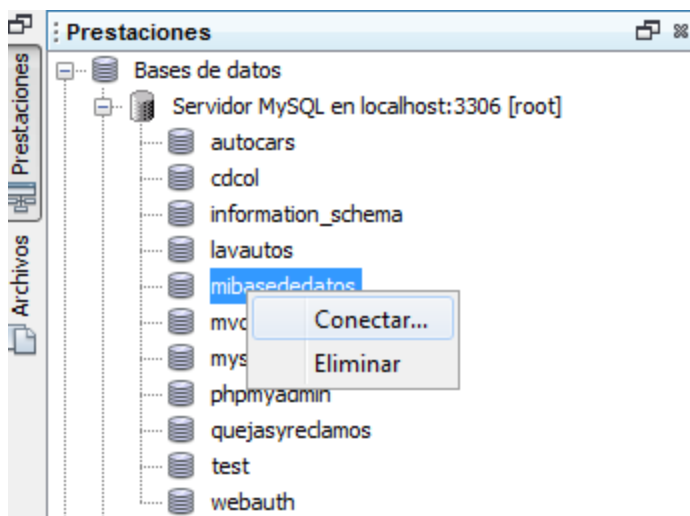 Prestaciones
Prestaciones
Archivos
Bases de datos
Servidor MySQL en localhost:3306 [root]
autocars
cdcol
information_schema
lavautos
mibasededatos
Conectar...
Eliminar
phpmyadmin
quejasyreclamos
test
webauth